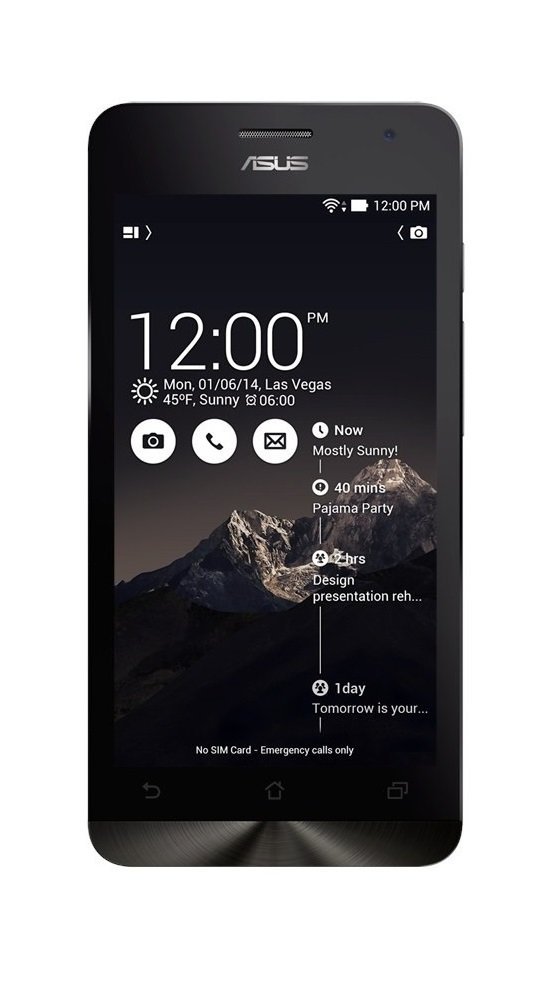 ASUS
12:00 PM
12:00 PM
Mon, 01/06/14, Las Vegas
45ºF, Sunny 06:00
Now
Mostly Sunny!
40 mins
Pajama Party
2 hrs
Design
presentation reh...
1day
Tomorrow is your...
No SIM Card - Emergency calls only